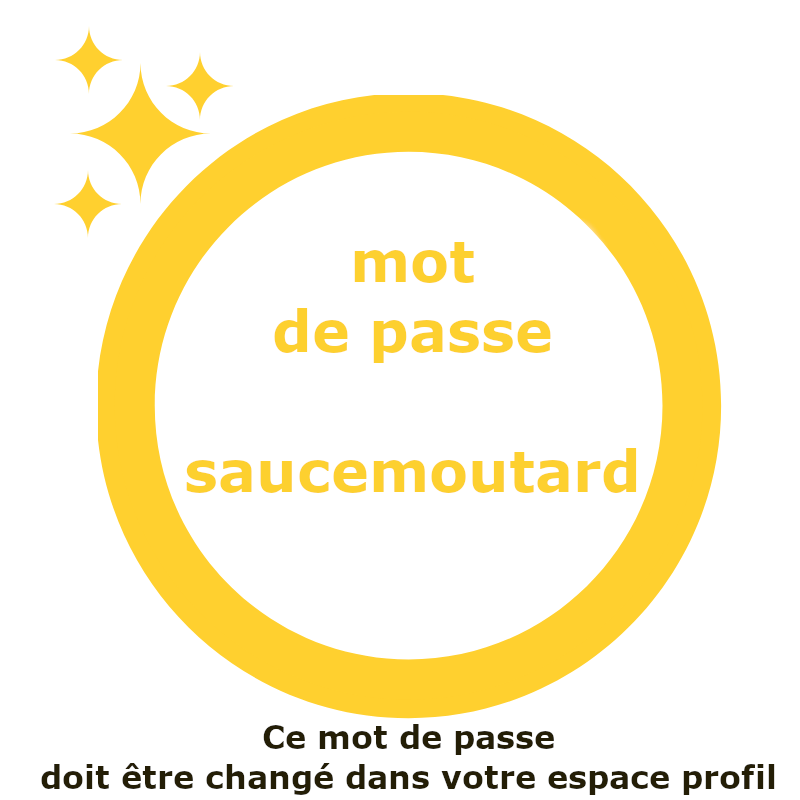 mot
de passe
saucemoutard
Ce mot de passe
doit être changé dans votre espace profil